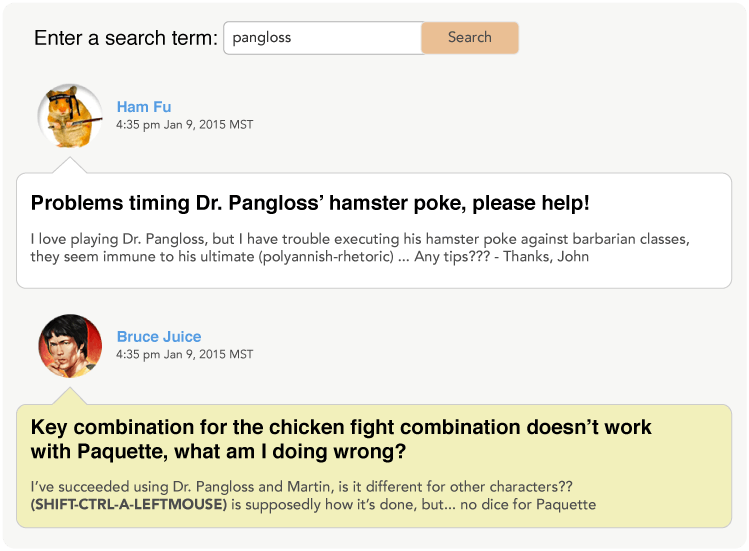 Enter a search term: pangloss Search
Ham Fu
4:35 pm Jan 9, 2015 MST
Problems timing Dr. Pangloss’ hamster poke, please help!
I love playing Dr. Pangloss, but I have trouble executing his hamster poke against barbarian classes,
they seem immune to his ultimate (polyannish-rhetoric) ... Any tips??? - Thanks, John
Bruce Juice
4:35 pm Jan 9, 2015 MST
Key combination for the chicken fight combination doesn’t work
with Paquette, what am I doing wrong?
I’ve succeeded using Dr. Pangloss and Martin, is it different for other characters??
(SHIFT-CTRL-A-LEFTMOUSE) is supposedly how it’s done, but... no dice for Paquette